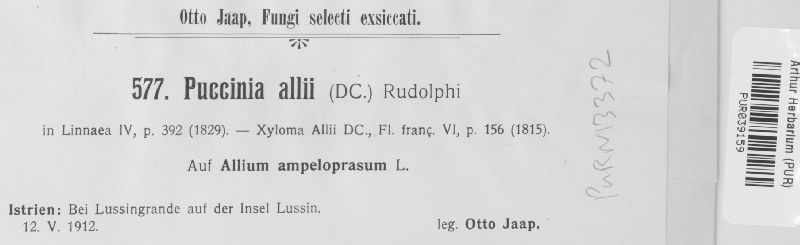 Otto Jaap, Fungi selecti exsiccati.
577. Puccinia allii (DC.) Rudolphi
in Linnaea IV, p. 392 (1829). — Xyloma Allii DC., Fl. franç. VI, p. 156 (1815).
Auf Allium ampeloprasum L.
Istrien: Bei Lussingrande auf der Insel Lussin.
12. V. 1912.
leg. Otto Jaap.
PURN13372
Arthur Herbarium (PUR)
PUR039159